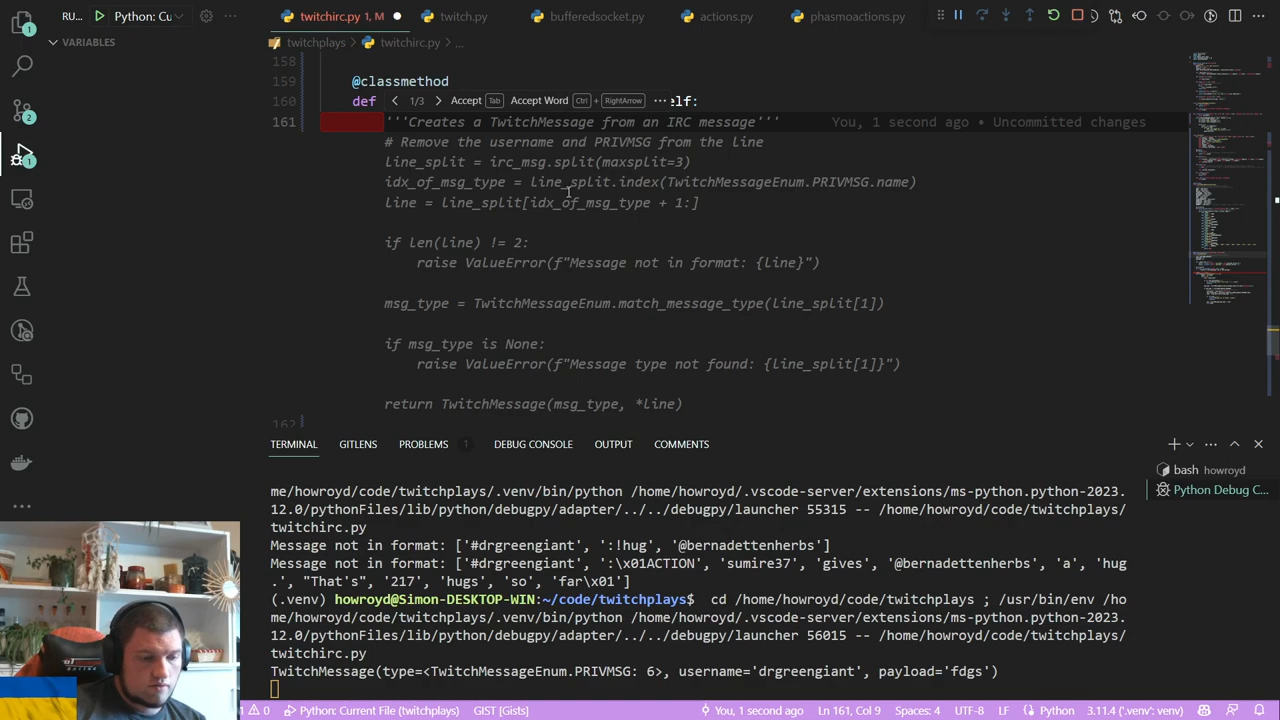 RU...
Python: Cu
twitchirc.py 1, M
twitch.py
bufferedsocket.py
actions.py
phasmoactions.py
VARIABLES
twitchplays > twitchirc.py > ...
158
159 @classmethod
160 def < 1/3 > Accept Tab Accept Word Ctrl + RightArrow ... elf:
161 '''Creates a TwitchMessage from an IRC message''' You, 1 second ago • Uncommitted changes
# Remove the username and PRIVMSG from the line
line_split = irc_msg.split(maxsplit=3)
idx_of_msg_type = line_split.index(TwitchMessageEnum.PRIVMSG.name)
line = line_split[idx_of_msg_type + 1:]
if len(line) != 2:
raise ValueError(f"Message not in format: {line}")
msg_type = TwitchMessageEnum.match_message_type(line_split[1])
if msg_type is None:
raise ValueError(f"Message type not found: {line_split[1]}")
return TwitchMessage(msg_type, *line)
162
TERMINAL GITLENS PROBLEMS 1 DEBUG CONSOLE OUTPUT COMMENTS
bash howroyd
Python Debug C...
me/howroyd/code/twitchplays/.venv/bin/python /home/howroyd/.vscode-server/extensions/ms-python.python-2023.
12.0/pythonFiles/lib/python/debugpy/adapter/../../debugpy/launcher 55315 -- /home/howroyd/code/twitchplays/
twitchirc.py
Message not in format: ['#drgreengiant', ':!hug', '@bernadettenherbs']
Message not in format: ['#drgreengiant', ':\x01ACTION', 'sumire37', 'gives', '@bernadettenherbs', 'a', 'hug
.', "That's", '217', 'hugs', 'so', 'far\x01']
(.venv) howroyd@Simon-DESKTOP-WIN:~/code/twitchplays$ cd /home/howroyd/code/twitchplays ; /usr/bin/env /ho
me/howroyd/code/twitchplays/.venv/bin/python /home/howroyd/.vscode-server/extensions/ms-python.python-2023.
12.0/pythonFiles/lib/python/debugpy/adapter/../../debugpy/launcher 56015 -- /home/howroyd/code/twitchplays/
twitchirc.py
TwitchMessage(type=<TwitchMessageEnum.PRIVMSG: 6>, username='drgreengiant', payload='fdgs')
0 Python: Current File (twitchplays) GIST [Gists] You, 1 second ago Ln 161, Col 9 Spaces: 4 UTF-8 LF Python 3.11.4 ('.venv': venv)